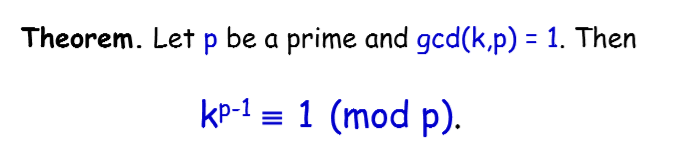 Theorem. Let p be a prime and gcd(k,p) = 1. Then
kᵖ⁻¹ ≡ 1 (mod p).